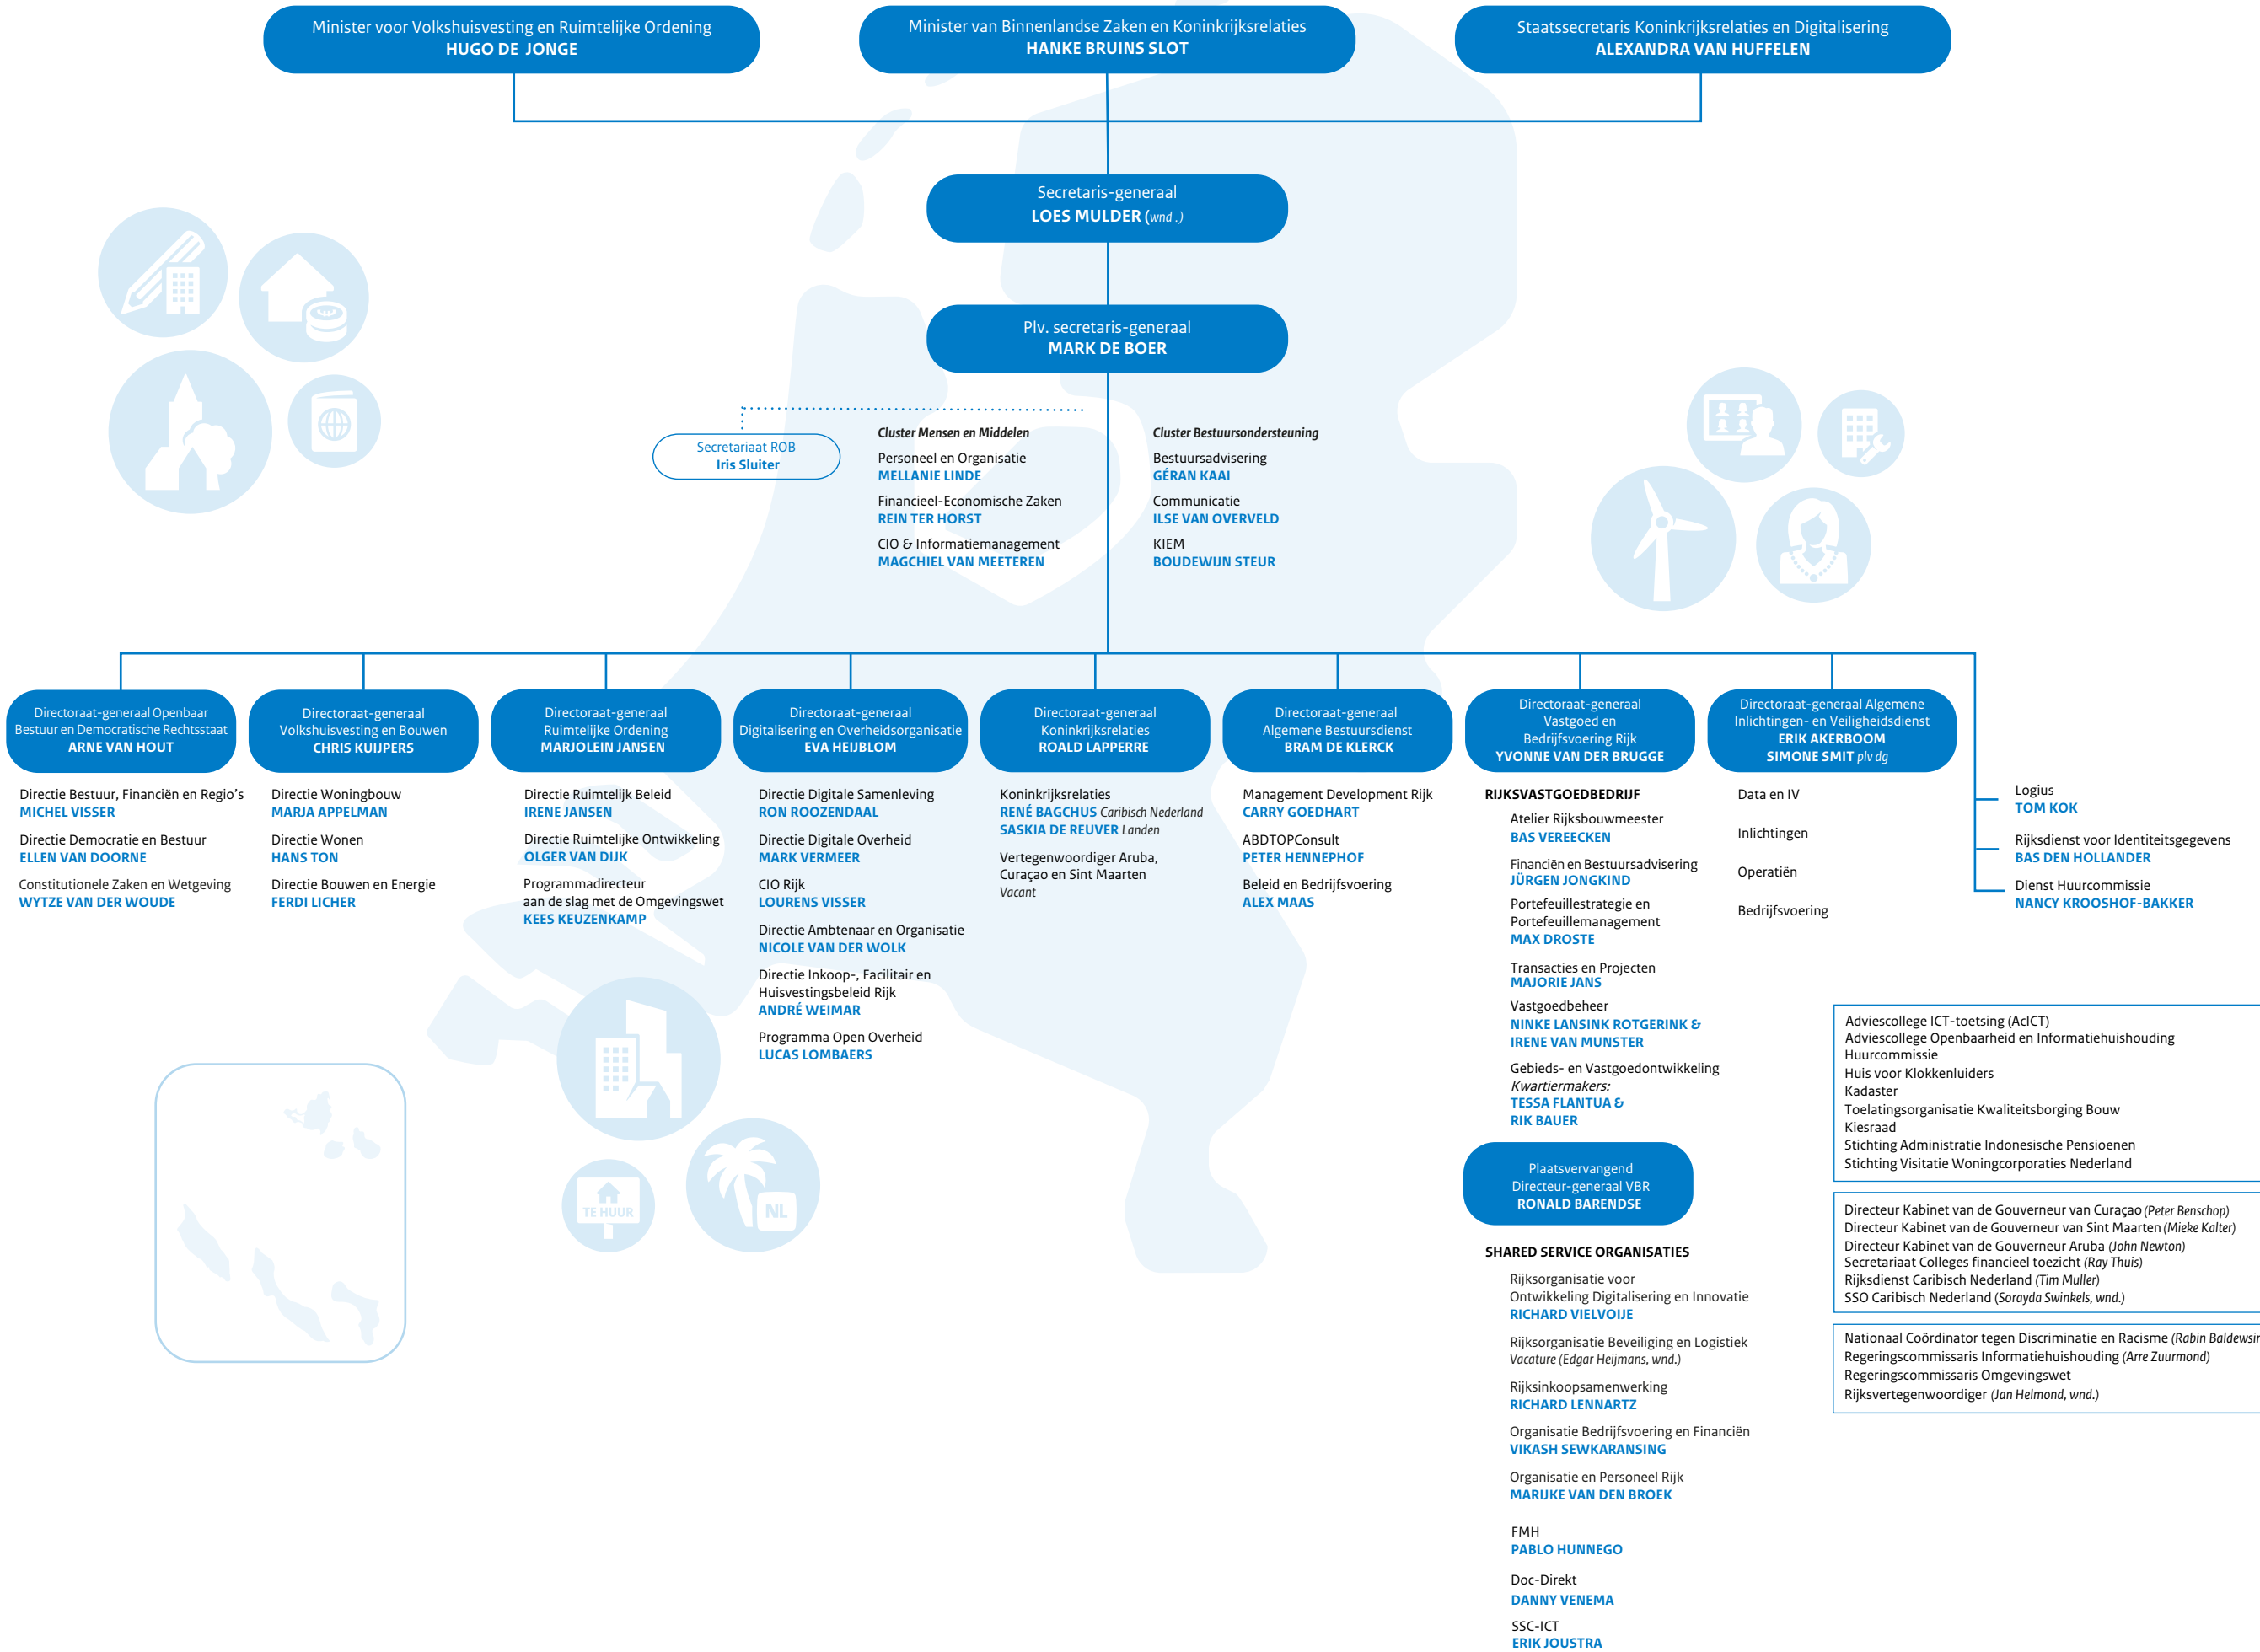 Minister voor Volkshuisvesting en Ruimtelijke Ordening
HUGO DE JONGE
Minister van Binnenlandse Zaken en Koninkrijksrelaties
HANKE BRUINS SLOT
Staatssecretaris Koninkrijksrelaties en Digitalisering
ALEXANDRA VAN HUFFELEN
Secretaris-generaal
LOES MULDER (wnd .)
Plv. secretaris-generaal
MARK DE BOER
Secretariaat ROB
Iris Sluiter
Cluster Mensen en Middelen
Personeel en Organisatie
MELLANIE LINDE
Financieel-Economische Zaken
REIN TER HORST
CIO & Informatiemanagement
MAGCHIEL VAN MEETEREN
Cluster Bestuursondersteuning
Bestuursadvisering
GÉRAN KAAI
Communicatie
ILSE VAN OVERVELD
KIEM
BOUDEWIJN STEUR
Directoraat-generaal Openbaar
Bestuur en Democratische Rechtsstaat
ARNE VAN HOUT
Directie Bestuur, Financiën en Regio's
MICHEL VISSER
Directie Democratie en Bestuur
ELLEN VAN DOORNE
Constitutionele Zaken en Wetgeving
WYTZE VAN DER WOUDE
Directoraat-generaal
Volkshuisvesting en Bouwen
CHRIS KUIJPERS
Directie Woningbouw
MARJA APPELMAN
Directie Wonen
HANS TON
Directie Bouwen en Energie
FERDI LICHER
Directoraat-generaal
Ruimtelijke Ordening
MARJOLEIN JANSEN
Directie Ruimtelijk Beleid
IRENE JANSEN
Directie Ruimtelijke Ontwikkeling
OLGER VAN DIJK
Programmadirecteur
aan de slag met de Omgevingswet
KEES KEUZENKAMP
Directoraat-generaal
Digitalisering en Overheidsorganisatie
EVA HEIJBLOM
Directie Digitale Samenleving
RON ROOZENDAAL
Directie Digitale Overheid
MARK VERMEER
CIO Rijk
LOURENS VISSER
Directie Ambtenaar en Organisatie
NICOLE VAN DER WOLK
Directie Inkoop-, Facilitair en
Huisvestingsbeleid Rijk
ANDRÉ WEIMAR
Programma Open Overheid
LUCAS LOMBAERS
Directoraat-generaal
Koninkrijksrelaties
ROALD LAPPERRE
Koninkrijksrelaties
RENÉ BAGCHUS Caribisch Nederland
SASKIA DE REUVER Landen
Vertegenwoordiger Aruba,
Curaçao en Sint Maarten
Vacant
Directoraat-generaal
Algemene Bestuursdienst
BRAM DE KLERCK
Management Development Rijk
CARRY GOEDHART
ABDTOPConsult
PETER HENNEPHOF
Beleid en Bedrijfsvoering
ALEX MAAS
Directoraat-generaal
Vastgoed en
Bedrijfsvoering Rijk
YVONNE VAN DER BRUGGE
RIJKSVASTGOEDBEDRIJF
Atelier Rijksbouwmeester
BAS VEREECKEN
Financiën en Bestuursadvisering
JÜRGEN JONGKIND
Portefeuillestrategie en
Portefeuillemanagement
MAX DROSTE
Transacties en Projecten
MAJORIE JANS
Vastgoedbeheer
NINKE LANSINK ROTGERINK &
IRENE VAN MUNSTER
Gebieds- en Vastgoedontwikkeling
Kwartiermakers:
TESSA FLANTUA &
RIK BAUER
Plaatsvervangend
Directeur-generaal VBR
RONALD BARENDSE
SHARED SERVICE ORGANISATIES
Rijksorganisatie voor
Ontwikkeling Digitalisering en Innovatie
RICHARD VIELVOIJE
Rijksorganisatie Beveiliging en Logistiek
Vacature (Edgar Heijmans, wnd.)
Rijksinkoopsamenwerking
RICHARD LENNARTZ
Organisatie Bedrijfsvoering en Financiën
VIKASH SEWKARANSING
Organisatie en Personeel Rijk
MARIJKE VAN DEN BROEK
FMH
PABLO HUNNEGO
Doc-Direkt
DANNY VENEMA
SSC-ICT
ERIK JOUSTRA
Directoraat-generaal Algemene
Inlichtingen- en Veiligheidsdienst
ERIK AKERBOOM
SIMONE SMIT plv dg
Data en IV
Inlichtingen
Operatiën
Bedrijfsvoering
Logius
TOM KOK
Rijksdienst voor Identiteitsgegevens
BAS DEN HOLLANDER
Dienst Huurcommissie
NANCY KROOSHOF-BAKKER
Adviescollege ICT-toetsing (AcICT)
Adviescollege Openbaarheid en Informatiehuishouding
Huurcommissie
Huis voor Klokkenluiders
Kadaster
Toelatingsorganisatie Kwaliteitsborging Bouw
Kiesraad
Stichting Administratie Indonesische Pensioenen
Stichting Visitatie Woningcorporaties Nederland
Directeur Kabinet van de Gouverneur van Curaçao (Peter Benschop)
Directeur Kabinet van de Gouverneur van Sint Maarten (Mieke Kalter)
Directeur Kabinet van de Gouverneur Aruba (John Newton)
Secretariaat Colleges financieel toezicht (Ray Thuis)
Rijksdienst Caribisch Nederland (Tim Muller)
SSO Caribisch Nederland (Sorayda Swinkels, wnd.)
Nationaal Coördinator tegen Discriminatie en Racisme (Rabin
Regeringscommissaris Informatiehuishouding (Arre Zuurmond)
Regeringscommissaris Omgevingswet
Rijksvertegenwoordiger (Jan Helmond, wnd.)
TE HUUR
NL